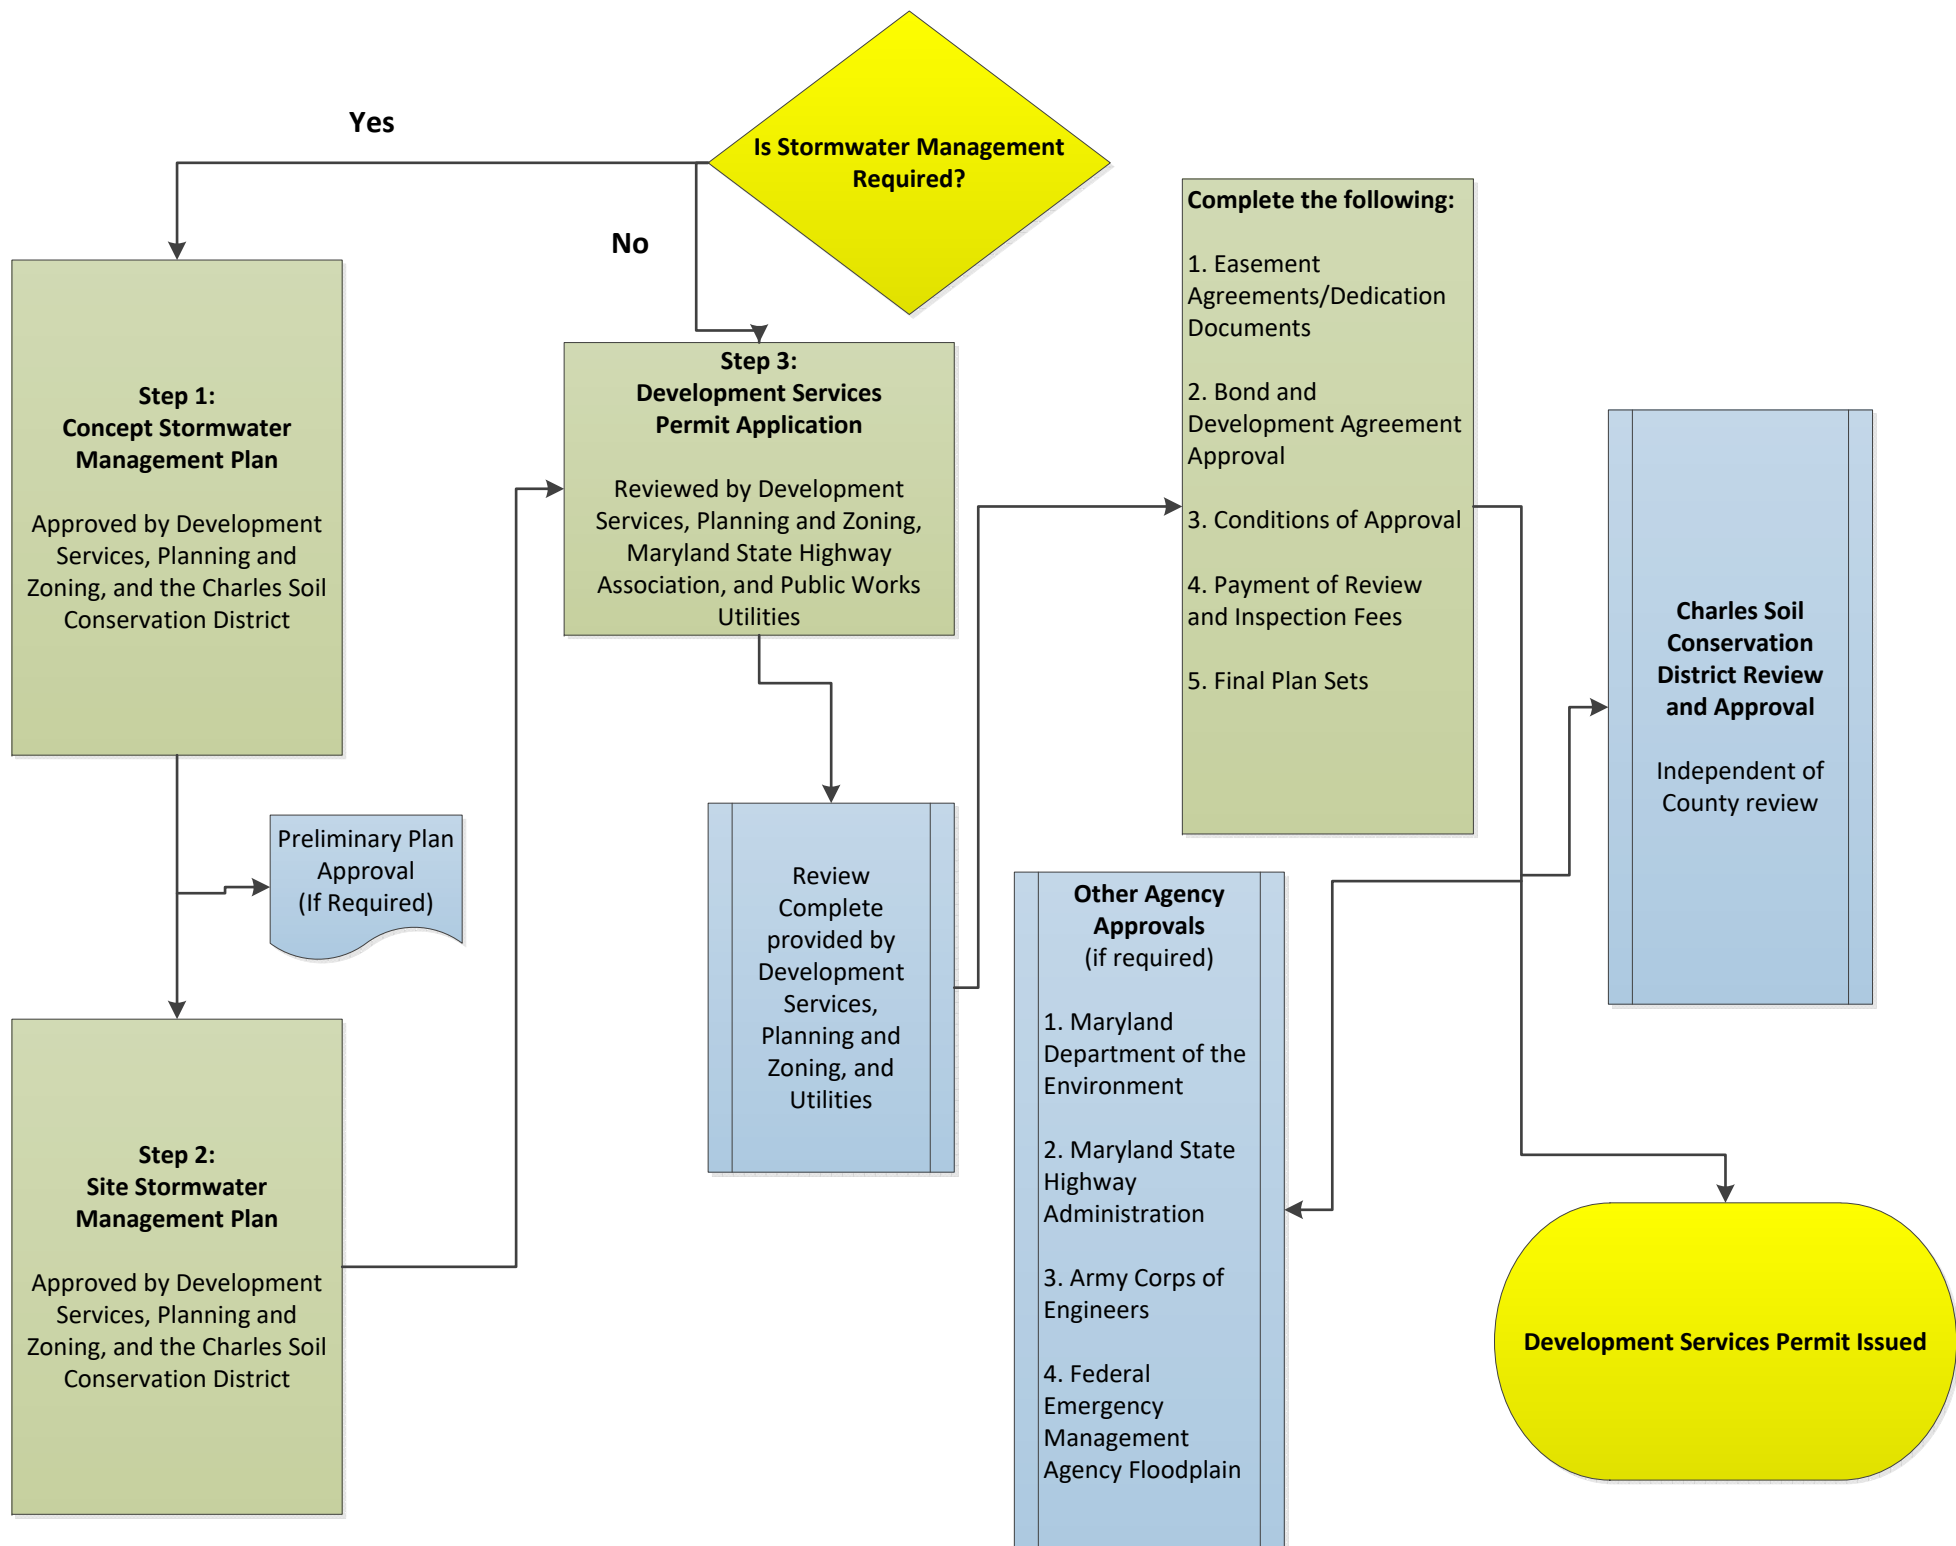 Is Stormwater Management
Required?
Yes
No
Step 1:
Concept Stormwater
Management Plan
Approved by Development
Services, Planning and
Zoning, and the Charles Soil
Conservation District
Preliminary Plan
Approval
(If Required)
Step 2:
Site Stormwater
Management Plan
Approved by Development
Services, Planning and
Zoning, and the Charles Soil
Conservation District
Step 3:
Development Services
Permit Application
Reviewed by Development
Services, Planning and Zoning,
Maryland State Highway
Association, and Public Works
Utilities
Review
Complete
provided by
Development
Services,
Planning and
Zoning, and
Utilities
Complete the following:
1. Easement
Agreements/Dedication
Documents
2. Bond and
Development Agreement
Approval
3. Conditions of Approval
4. Payment of Review
and Inspection Fees
5. Final Plan Sets
Other Agency
Approvals
(if required)
1. Maryland
Department of the
Environment
2. Maryland State
Highway
Administration
3. Army Corps of
Engineers
4. Federal
Emergency
Management
Agency Floodplain
Charles Soil
Conservation
District Review
and Approval
Independent of
County review
Development Services Permit Issued